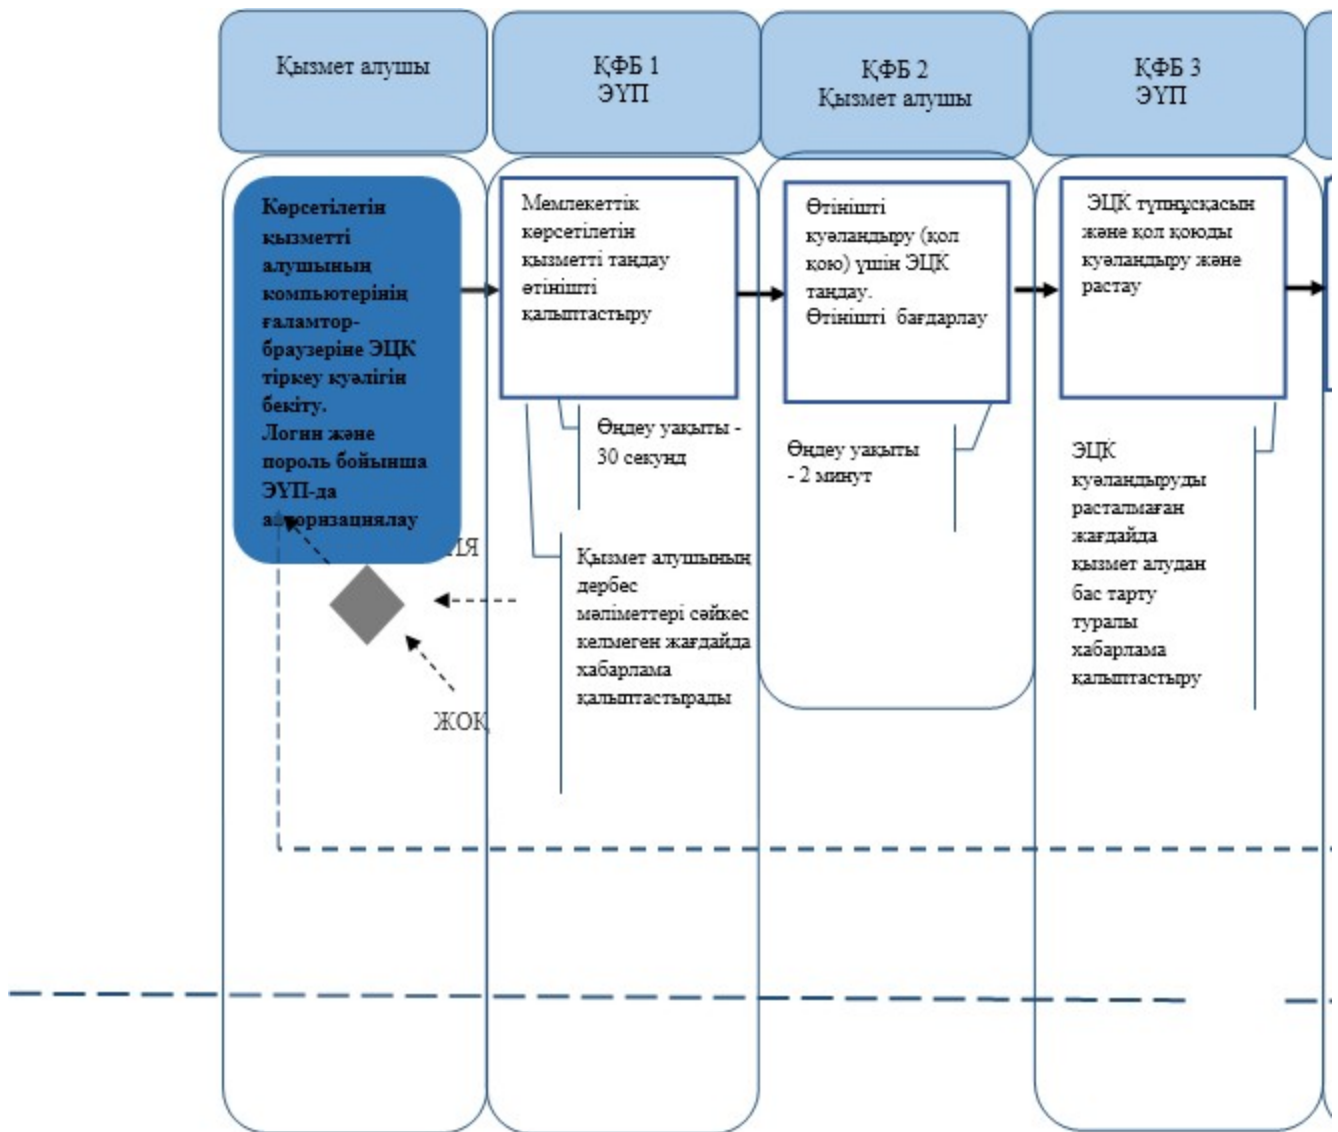 Қызмет алушы
ҚФБ 1
ЭҮП
ҚФБ 2
Қызмет алушы
ҚФБ 3
ЭҮП
Көрсетілетін
қызметті
алушының
компьютерінің
ғаламтор-
браузеріне ЭЦК
тіркеу куәлігін
бекіту.
Логин және
пороль бойынша
ЭҮП-да
авторизациялау
Мемлекеттік
көрсетілетін
қызметті таңдау
өтінішті
қалыптастыру
Өтінішті
куәландыру (қол
қою) үшін ЭЦК
таңдау.
Өтінішті бағдарлау
ЭЦК түпнұсқасын
және қол қоюды
куәландыру және
растау
Өңдеу уақыты -
30 секунд
Өңдеу уақыты
- 2 минут
ЭЦК
куәландыруды
расталмаған
жағдайда
қызмет алудан
бас тарту
туралы
хабарлама
қалыптастыру
Қызмет алушының
дербес
мәліметтері сәйкес
келмеген жағдайда
хабарлама
қалыптастырады
ЖОҚ